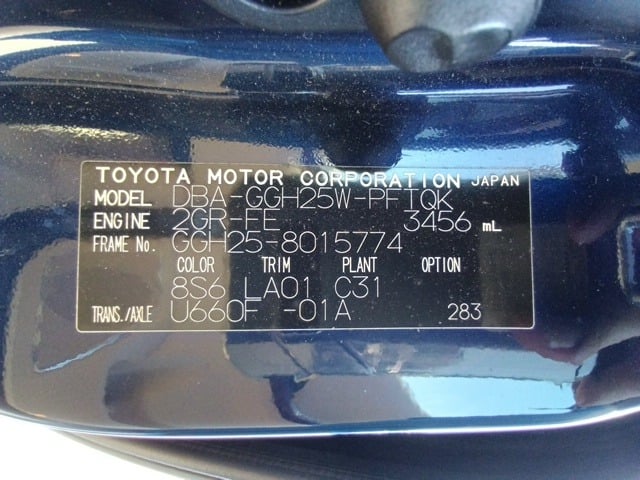 TOYOTA MOTOR CORPORATION JAPAN
MODEL DBA-GGH25W-PFTQK
ENGINE 2GR-FE 3456 mL
FRAME No. GGH25-8015774
COLOR TRIM PLANT OPTION
8S6 LA01 C31
TRANS./AXLE U660F -01A 283